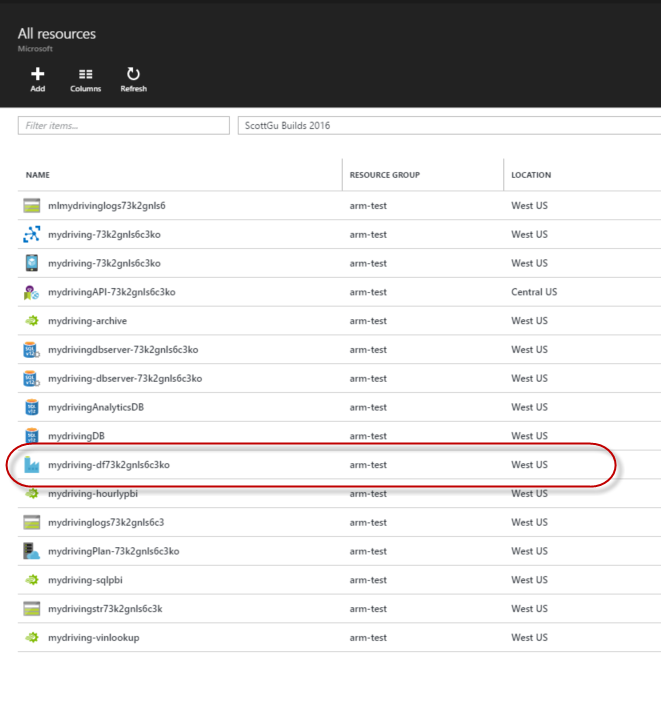 All resources
Microsoft
Add Columns Refresh
Filter items... ScottGu Builds 2016
NAME RESOURCE GROUP LOCATION
mlmydrivinglogs73k2gnls6 arm-test West US
mydriving-73k2gnls6c3ko arm-test West US
mydriving-73k2gnls6c3ko arm-test West US
mydrivingAPI-73k2gnls6c3ko arm-test Central US
mydriving-archive arm-test West US
mydrivingdbserver-73k2gnls6c3ko arm-test West US
mydriving-dbserver-73k2gnls6c3ko arm-test West US
mydrivingAnalyticsDB arm-test West US
mydrivingDB arm-test West US
mydriving-df73k2gnls6c3ko arm-test West US
mydriving-hourlypbi arm-test West US
mydrivinglogs73k2gnls6c3 arm-test West US
mydrivingPlan-73k2gnls6c3ko arm-test West US
mydriving-sqlpbi arm-test West US
mydrivingstr73k2gnls6c3k arm-test West US
mydriving-vinlookup arm-test West US